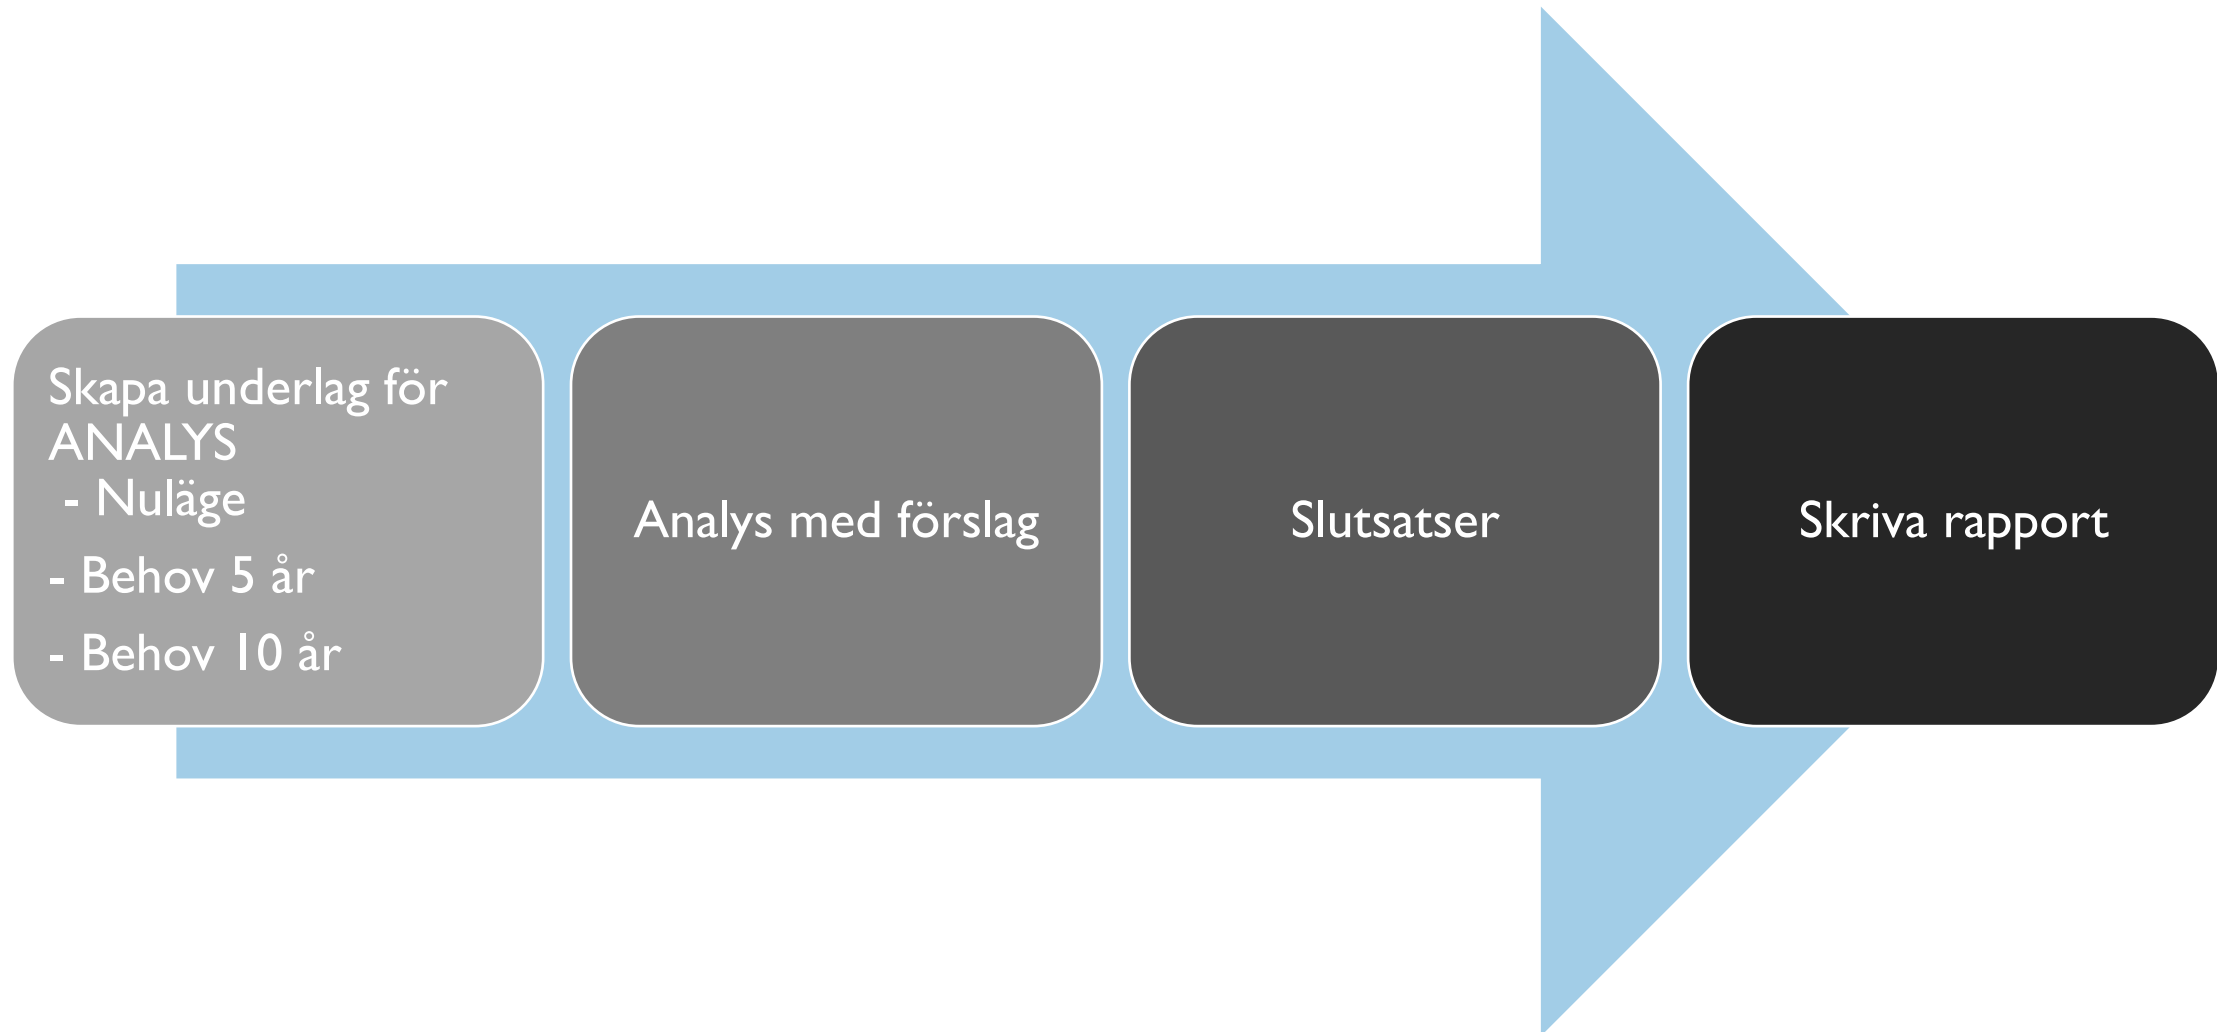 Skapa underlag för
ANALYS
- Nuläge
- Behov 5 år
- Behov 10 år
Analys med förslag
Slutsatser
Skriva rapport